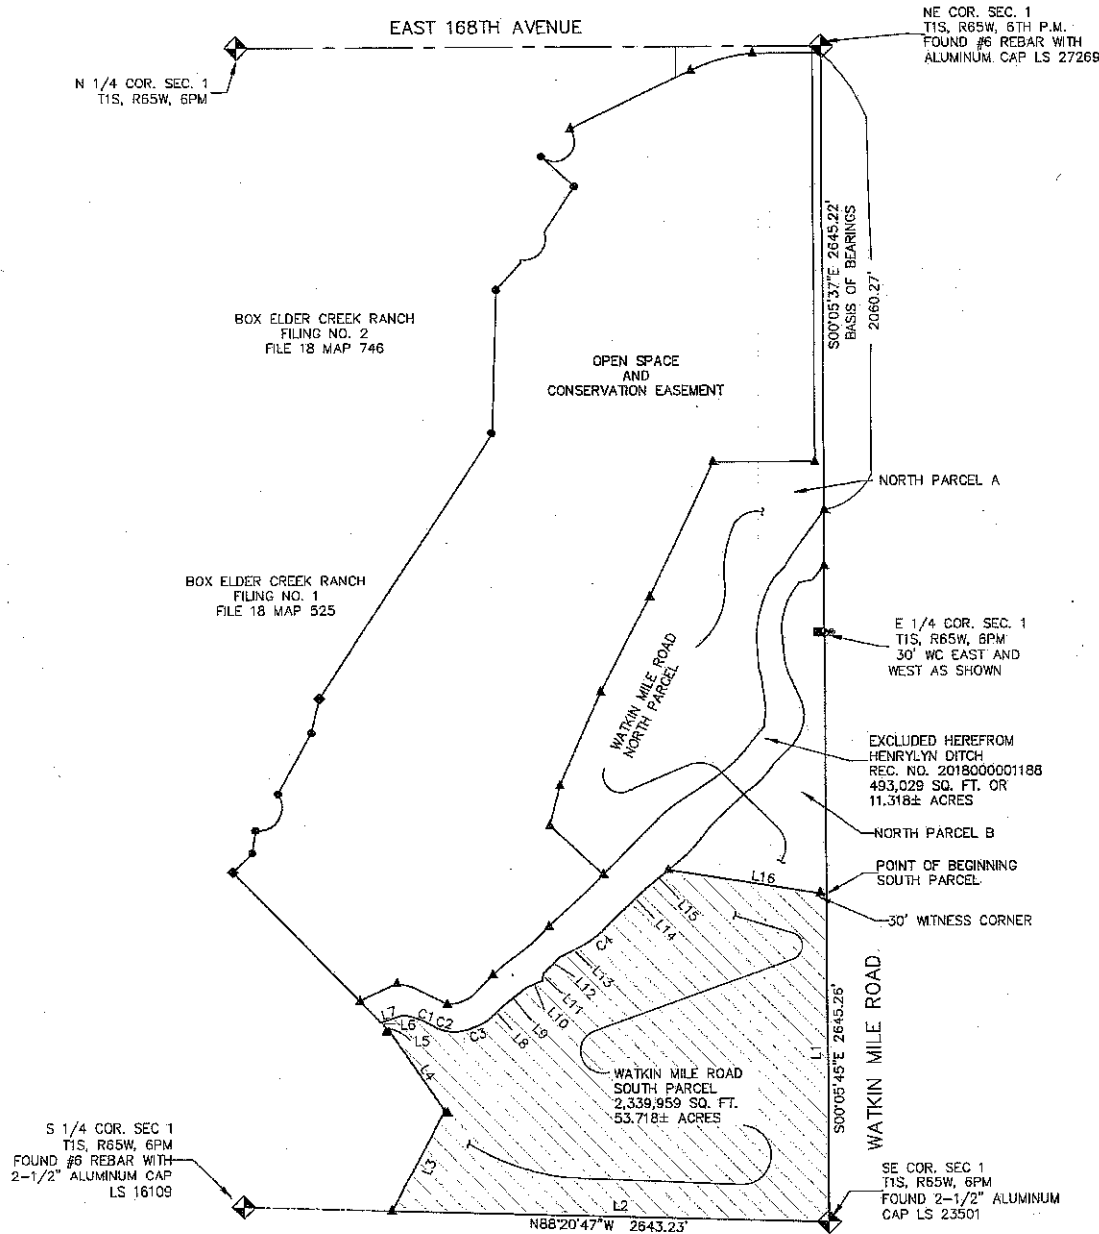 EAST 168TH AVENUE
NE COR. SEC. 1
T1S, R65W, 6TH P.M.
FOUND #6 REBAR WITH
ALUMINUM CAP LS 27269
N 1/4 COR. SEC. 1
T1S, R65W, 6PM
S00°05'37"E 2645.22'
BASIS OF BEARINGS
2060.27'
BOX ELDER CREEK RANCH
FILING NO. 2
FILE 18 MAP 746
OPEN SPACE
AND
CONSERVATION EASEMENT
NORTH PARCEL A
BOX ELDER CREEK RANCH
FILING NO. 1
FILE 18 MAP 525
E 1/4 COR. SEC. 1
T1S, R65W, 6PM
30' WC EAST AND
WEST AS SHOWN
WATKIN MILE ROAD
NORTH PARCEL
EXCLUDED HEREFROM
HENRYLYN DITCH
REC. NO. 2018000001188
493,029 SQ. FT. OR
11.318± ACRES
NORTH PARCEL B
POINT OF BEGINNING
SOUTH PARCEL
L16
30' WITNESS CORNER
L15
L14
C4
L13
L12
L11
L10
L9
L8
C3
C2
C1
L7
L6
L5
L4
L3
WATKIN MILE ROAD
L1
S00°05'45"E 2645.26'
WATKIN MILE ROAD
SOUTH PARCEL
2,339,959 SQ. FT.
53.718± ACRES
S 1/4 COR. SEC 1
T1S, R65W, 6PM
FOUND #6 REBAR WITH
2-1/2" ALUMINUM CAP
LS 16109
L2
N88°20'47"W 2643.23'
SE COR. SEC 1
T1S, R65W, 6PM
FOUND 2-1/2" ALUMINUM
CAP LS 23501